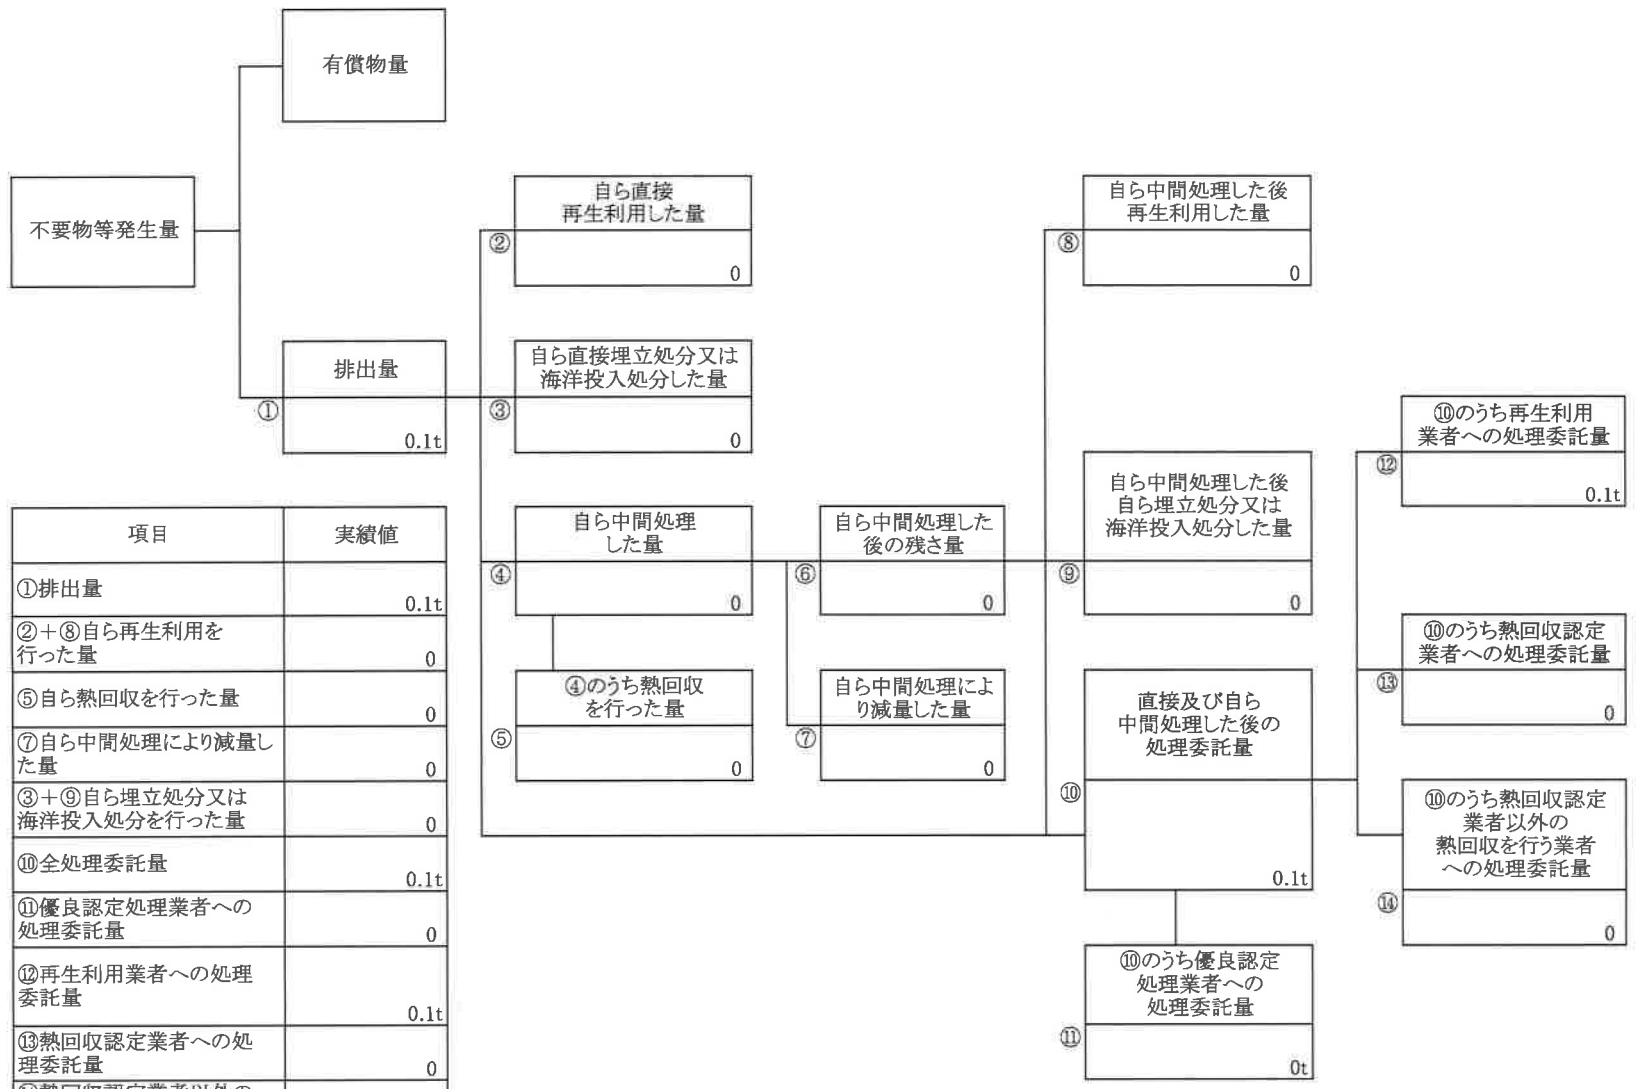 有償物量
不要物等発生量
自ら直接
再生利用した量
②
0
自ら中間処理した後
再生利用した量
⑧
0
排出量
①
0.1t
自ら直接埋立処分又は
海洋投入処分した量
③
0
⑩のうち再生利用
業者への処理委託量
⑫
0.1t
自ら中間処理
した量
④
0
自ら中間処理した
後の残さ量
⑥
0
自ら中間処理した後
自ら埋立処分又は
海洋投入処分した量
⑨
0
⑩のうち熱回収認定
業者への処理委託量
⑬
0
④のうち熱回収
を行った量
⑤
0
自ら中間処理によ
り減量した量
⑦
0
直接及び自ら
中間処理した後の
処理委託量
⑩
0.1t
⑩のうち熱回収認定
業者以外の
熱回収を行う業者
への処理委託量
⑭
0
⑩のうち優良認定
処理業者への
処理委託量
⑪
0t
項目 実績値
①排出量
0.1t
②+⑧自ら再生利用を
行った量
0
⑤自ら熱回収を行った量
0
⑦自ら中間処理により減量し
た量
0
③+⑨自ら埋立処分又は
海洋投入処分を行った量
0
⑩全処理委託量
0.1t
⑪優良認定処理業者への
処理委託量
0
⑫再生利用業者への処理
委託量
0.1t
⑬熱回収認定業者への処
理委託量
0